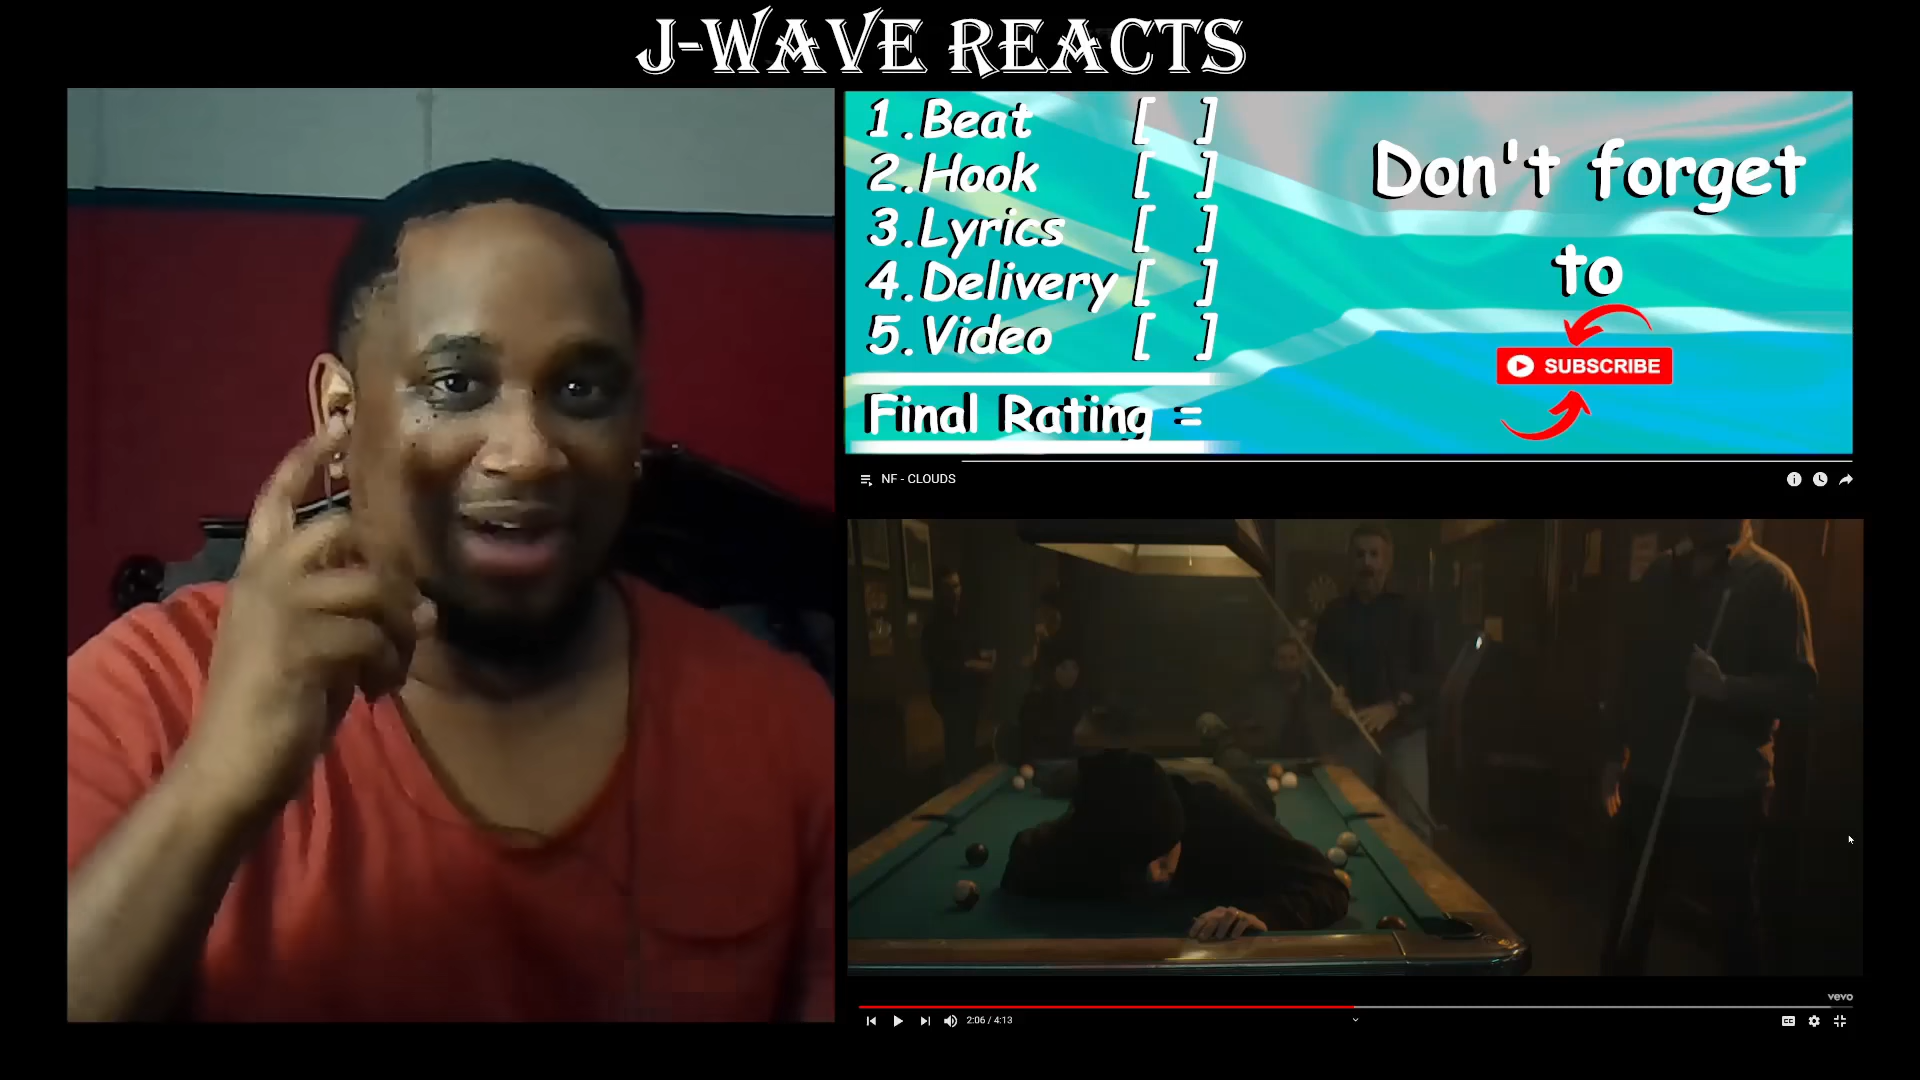 J-WAVE REACTS
1.Beat [ ]
2.Hook [ ]
3.Lyrics [ ]
4.Delivery [ ]
5.Video [ ]
Final Rating =
Don't forget
to
SUBSCRIBE
NF - CLOUDS
vevo
2:06 / 4:13
CC